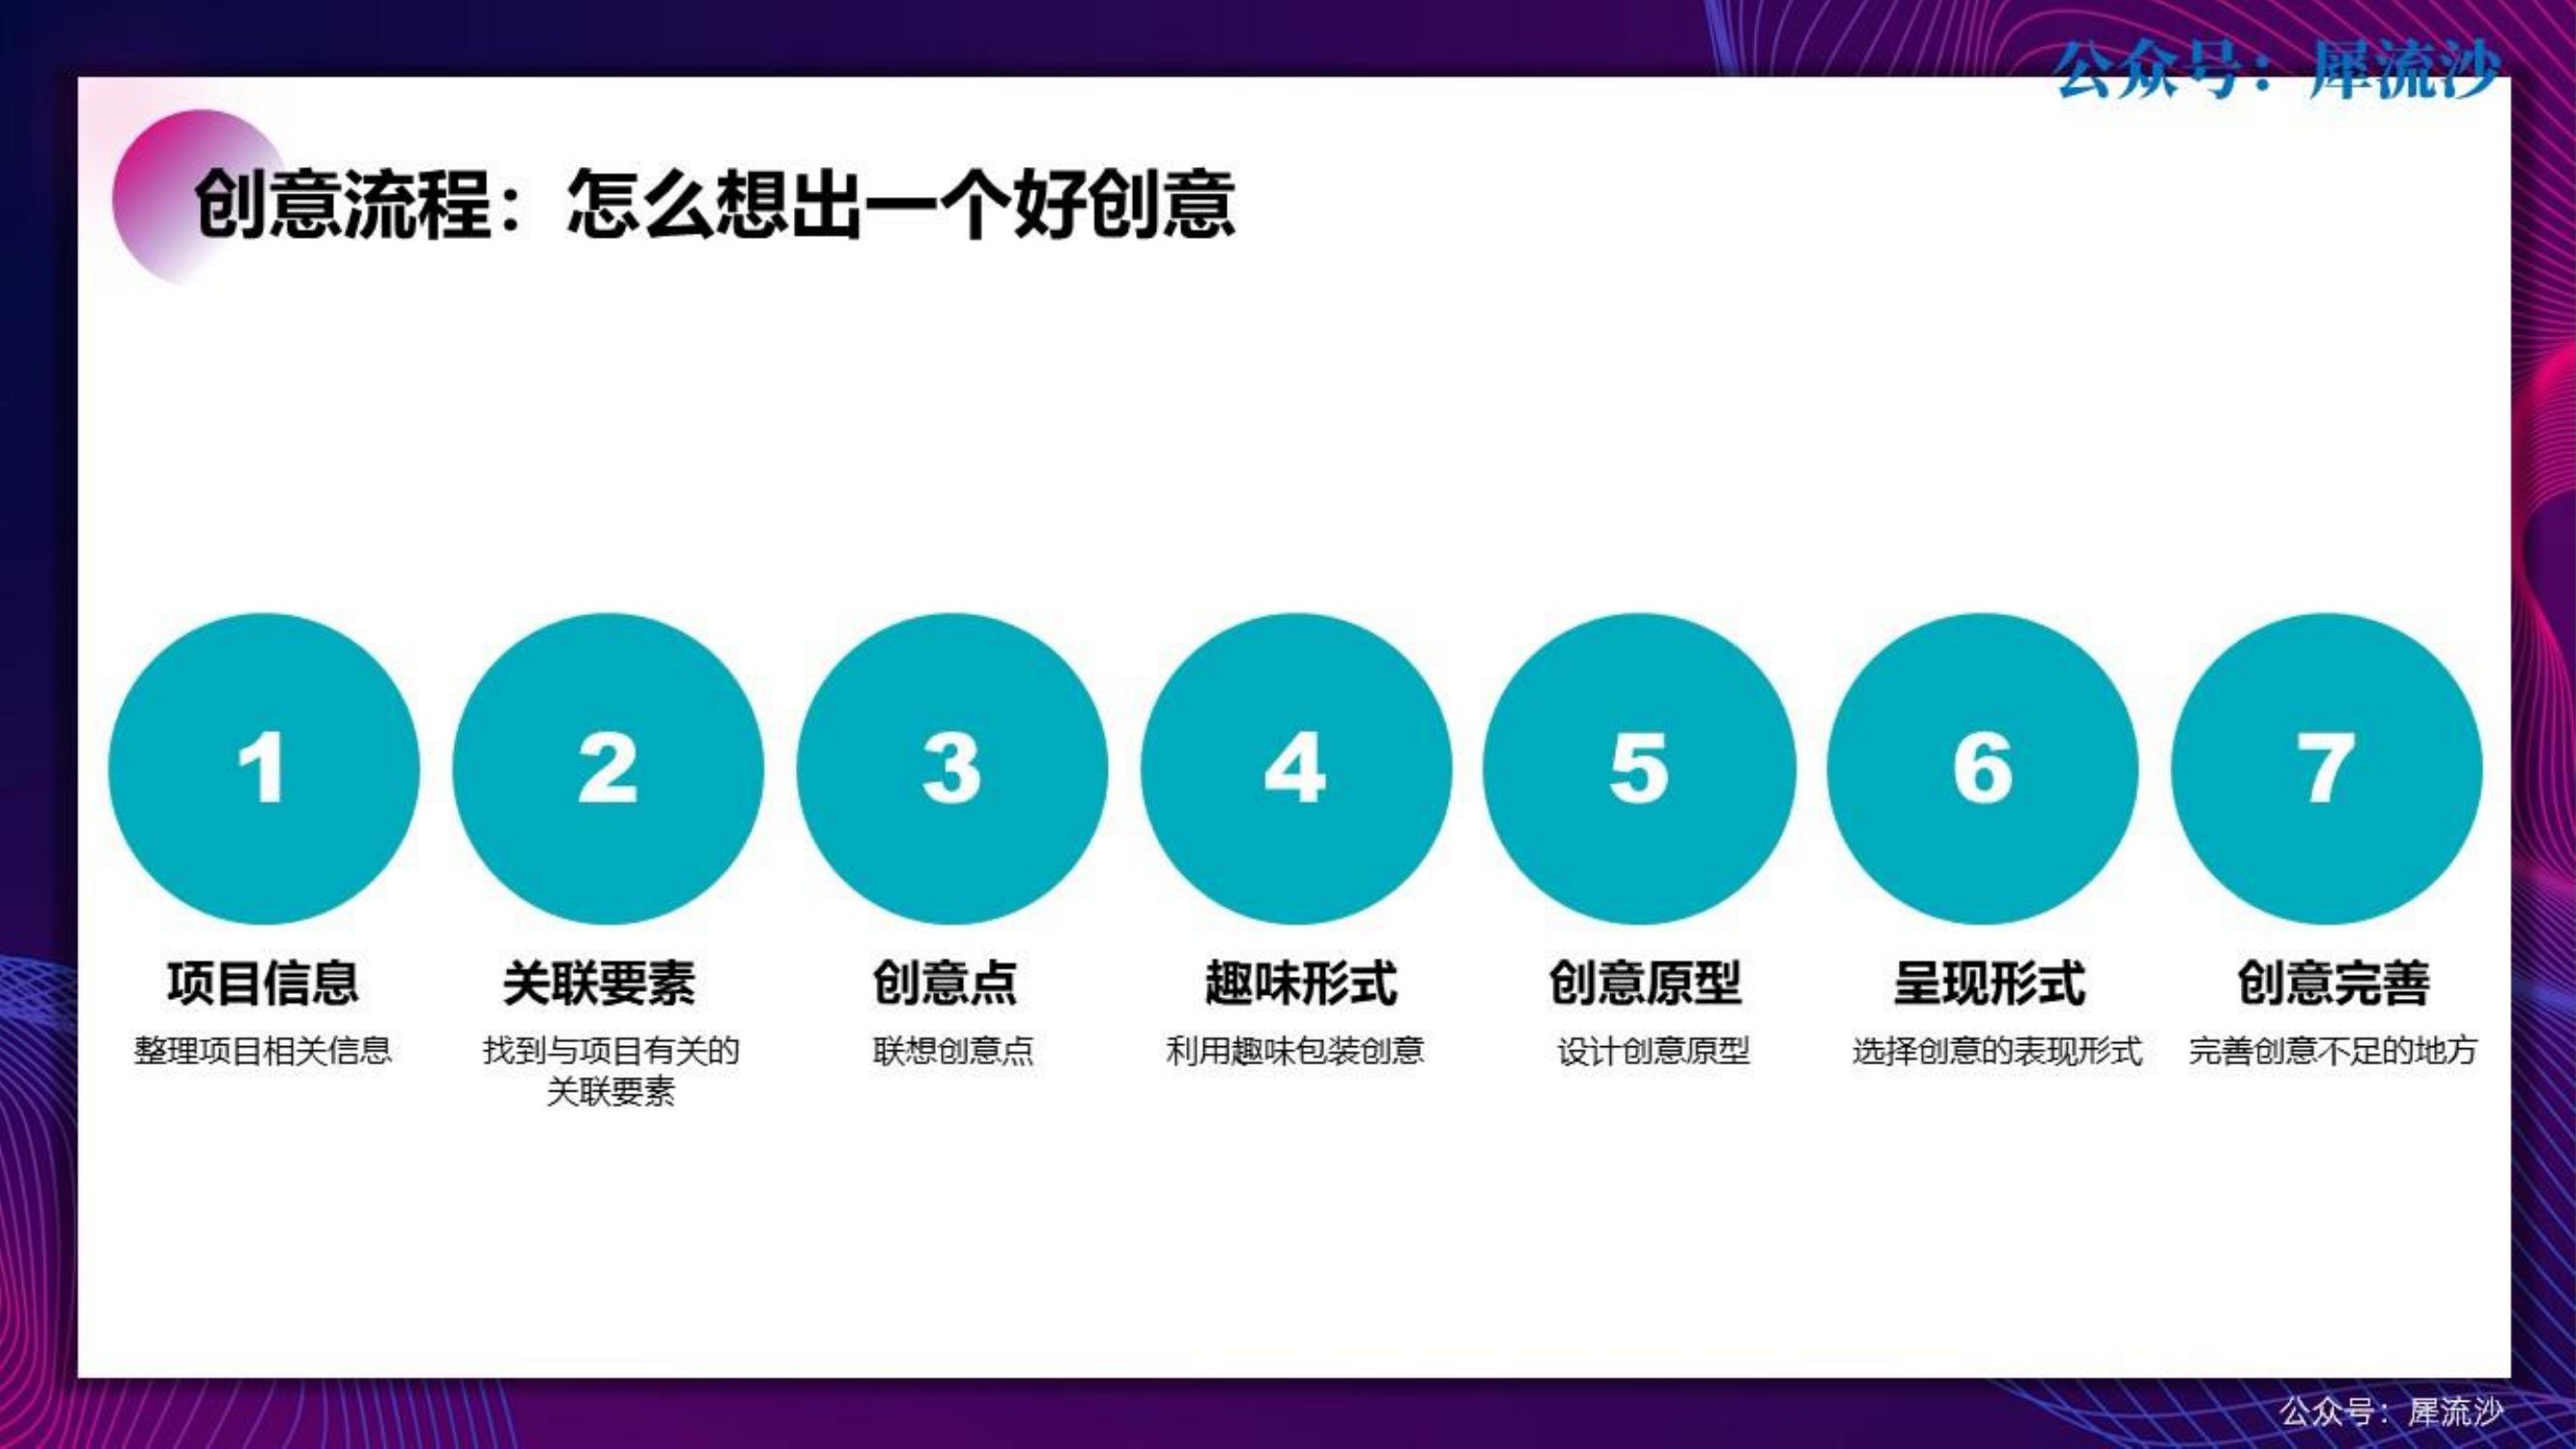 公众号：犀流沙
创意流程：怎么想出一个好创意
1
2
3
4
5
6
7
项目信息
关联要素
创意点
趣味形式
创意原型
呈现形式
创意完善
整理项目相关信息
找到与项目有关的
关联要素
联想创意点
利用趣味包装创意
设计创意原型
选择创意的表现形式
完善创意不足的地方
公众号：犀流沙